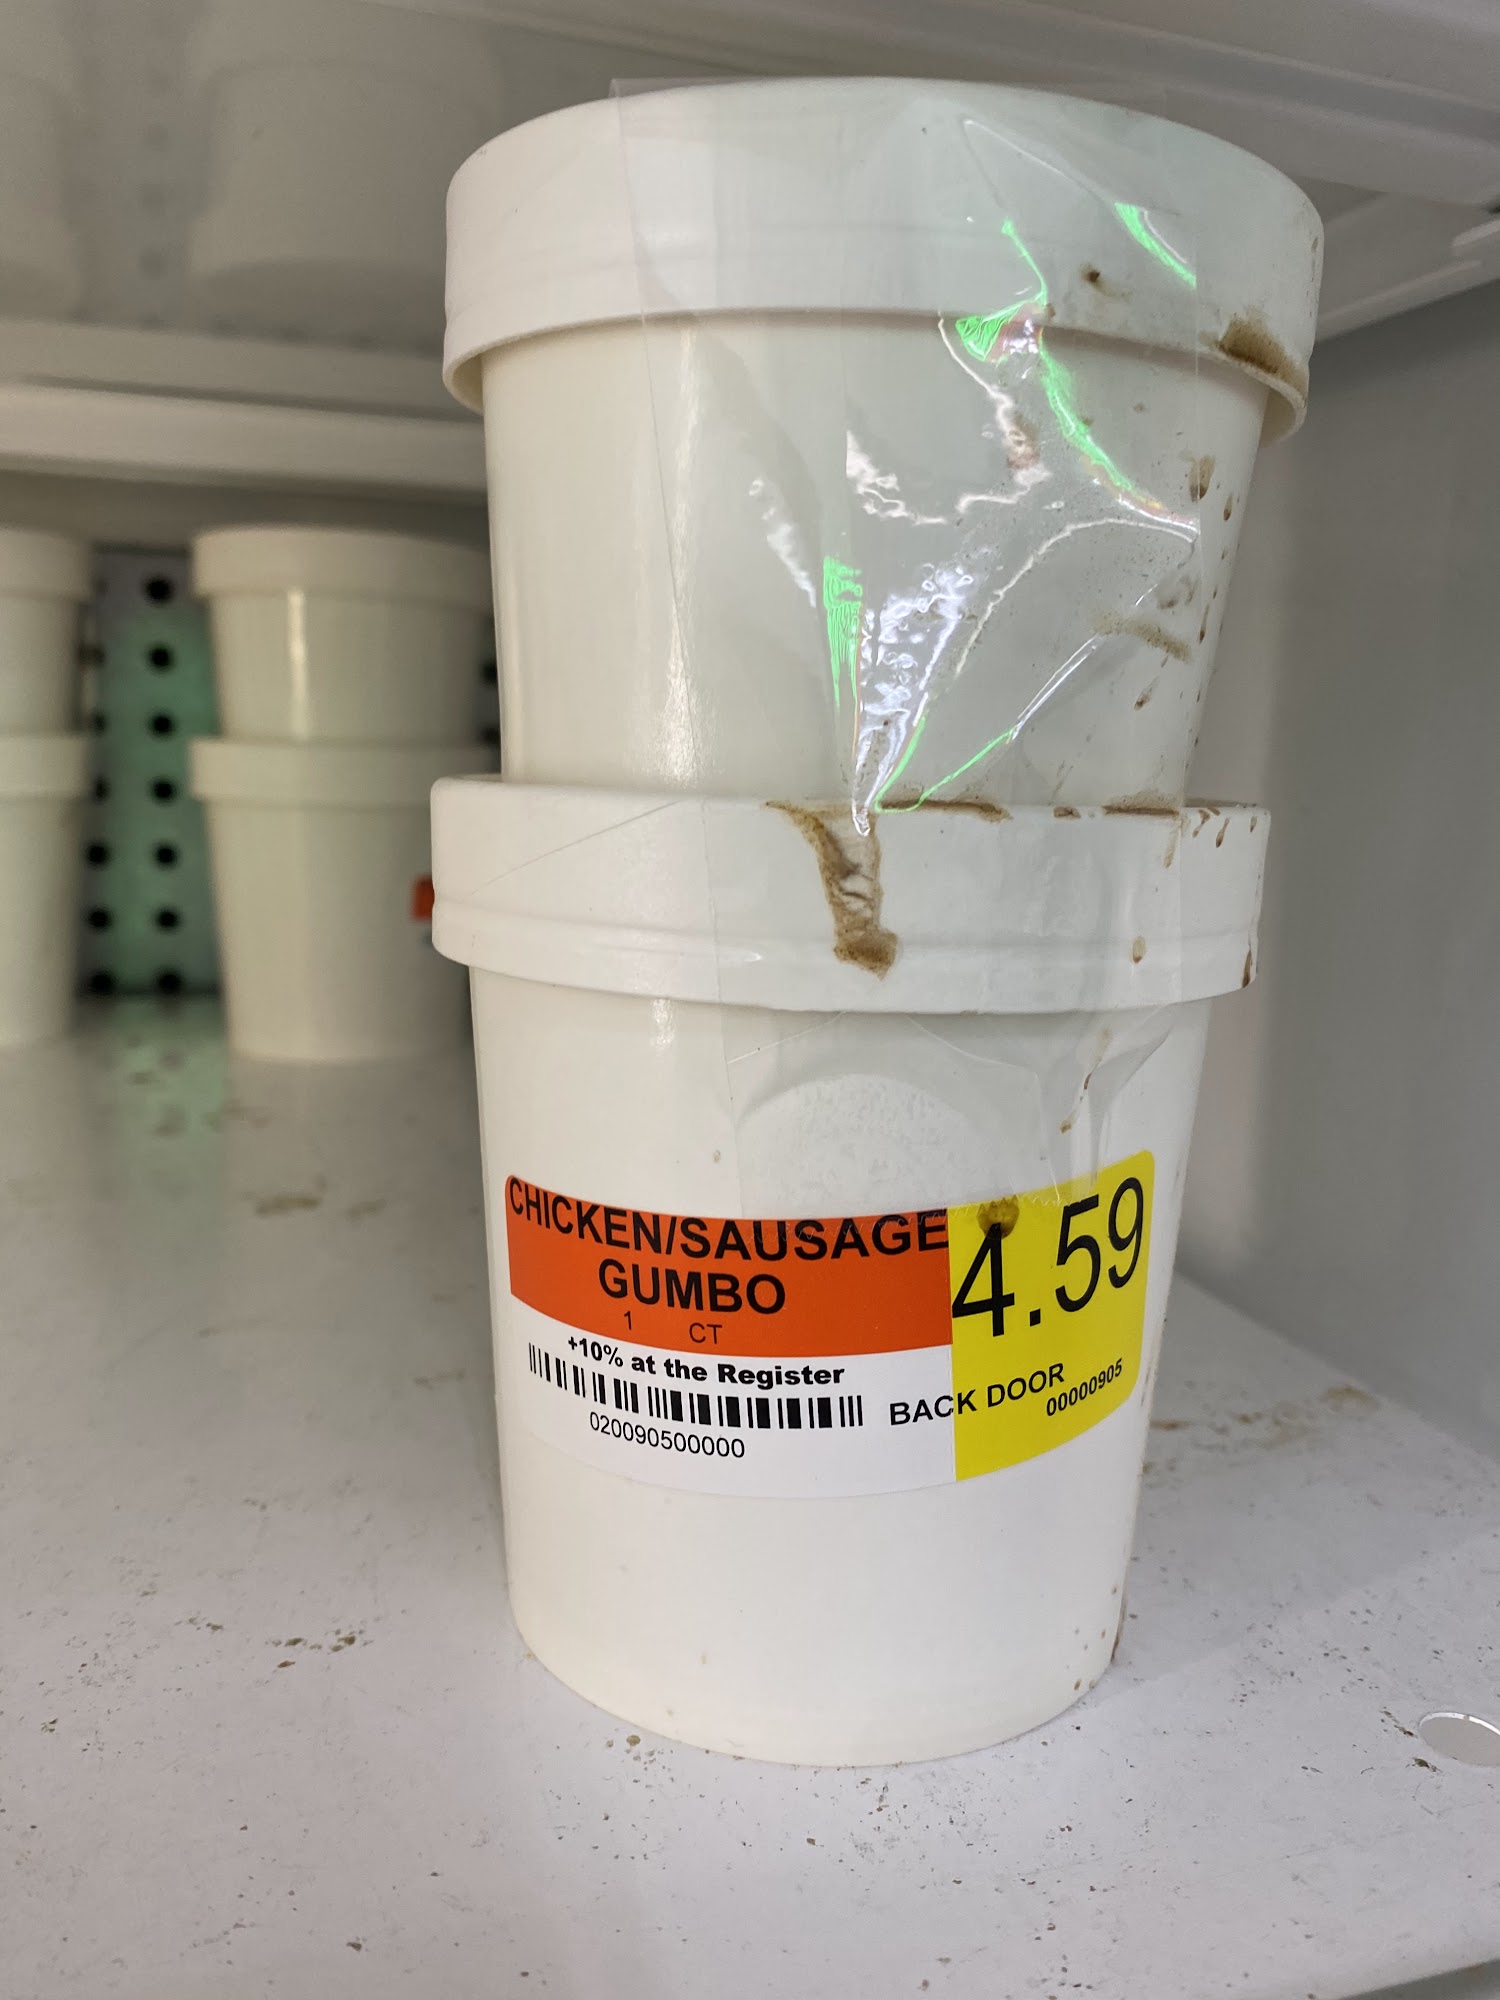 CHICKEN/SAUSAGE
GUMBO
1 CT
4.59
+10% at the Register
020090500000
BACK DOOR
00000905